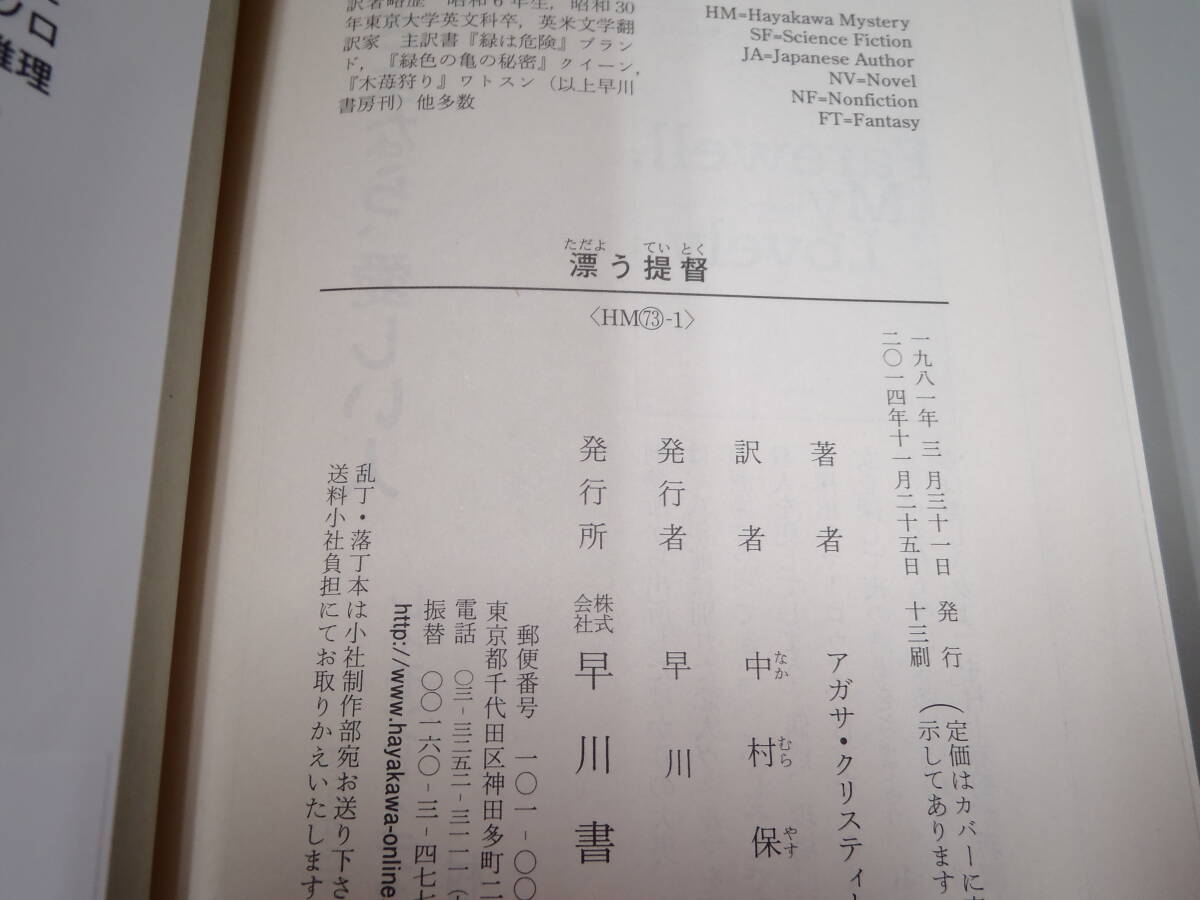 訳者略歴 昭和6年生,昭和30
年東京大学英文科卒,英米文学翻
訳家 主訳書『緑は危険』ブラン
ド,『緑色の亀の秘密』クイーン,
『木苺狩り』ワトスン(以上早川
書房刊)他多数
HM=Hayakawa Mystery
SF=Science Fiction
JA=Japanese Author
NV=Novel
NF=Nonfiction
FT=Fantasy
ただよ てい とく
漂う提督
〈HM73-1〉
一九八一年 三 月三十一日 発 行
二〇一四年十一月二十五日 十三刷
(定価はカバーに
示してあります
著 者 アガサ・クリスティー
訳 者 中村 保
なか むら やす
発行者 早 川
発行所 株式会社 早 川 書
郵便番号 一〇一-〇〇
東京都千代田区神田多町二
電話 〇三-三二五二-三一一一(
振替 〇〇一六〇-三-四七七
http://www.hayakawa-online
乱丁・落丁本は小社制作部宛お送り下さ
送料小社負担にてお取りかえいたします
推理